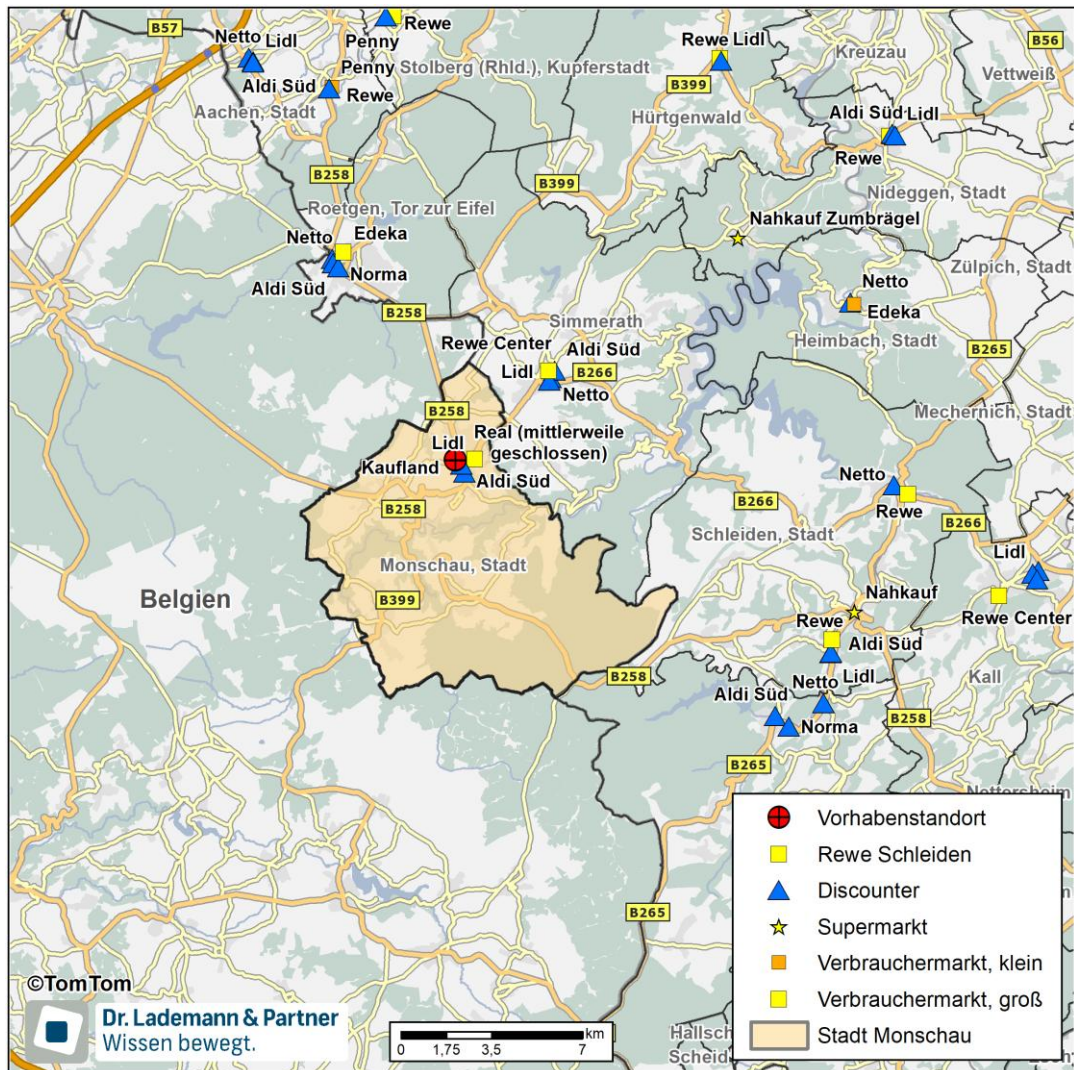 B57
Netto Lidl
Penny
Rewe
Stolberg (Rhld.), Kupferstadt
Rewe Lidl
Kreuzau
B56
Vettweiß
Aldi Süd
Aachen, Stadt
Penny
Rewe
B399
Hürtgenwald
Aldi Süd Lidl
Rewe
B258
B399
Nideggen, Stadt
Roetgen, Tor zur Eifel
Netto
Edeka
Aldi Süd
Norma
Nahkauf Zumbrägel
Zülpich, Stadt
Netto
Edeka
Heimbach, Stadt
B258
Simmerath
Rewe Center
Aldi Süd
Lidl
B266
Netto
B265
Mechernich, Stadt
B258
Lidl
Real (mittlerweile
geschlossen)
Kaufland
Aldi Süd
B258
Netto
Rewe
B266
B266
Schleiden, Stadt
Lidl
Monschau, Stadt
Belgien
B399
Nahkauf
Rewe
Rewe Center
Aldi Süd
B258
Netto Lidl
Kall
Aldi Süd
Norma
B258
B265
Nettersheim
B265
Vorhabenstandort
Rewe Schleiden
Discounter
Supermarkt
Verbrauchermarkt, klein
Verbrauchermarkt, groß
Stadt Monschau
©TomTom
Dr. Lademann & Partner
Wissen bewegt.
km
0 1,75 3,5 7